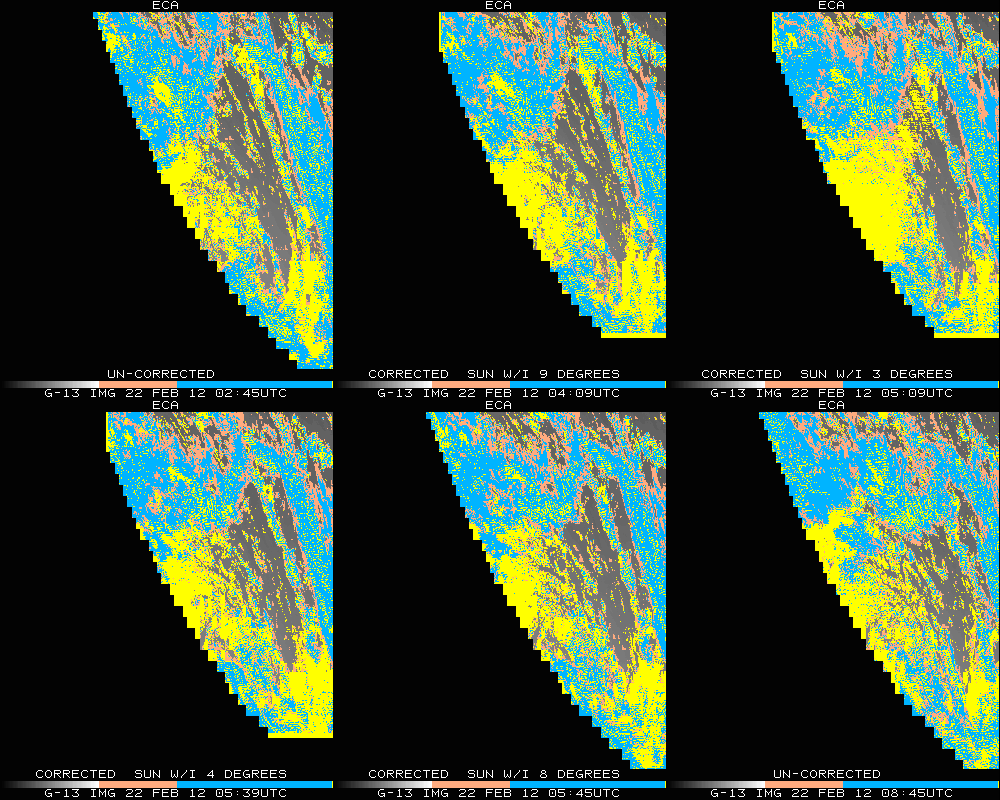 ECA ECA ECA
UN-CORRECTED CORRECTED SUN W/I 9 DEGREES CORRECTED SUN W/I 3 DEGREES
G-13 IMG 22 FEB 12 02:45UTC G-13 IMG 22 FEB 12 04:09UTC G-13 IMG 22 FEB 12 05:09UTC
ECA ECA ECA
CORRECTED SUN W/I 4 DEGREES CORRECTED SUN W/I 8 DEGREES UN-CORRECTED
G-13 IMG 22 FEB 12 05:39UTC G-13 IMG 22 FEB 12 05:45UTC G-13 IMG 22 FEB 12 08:45UTC